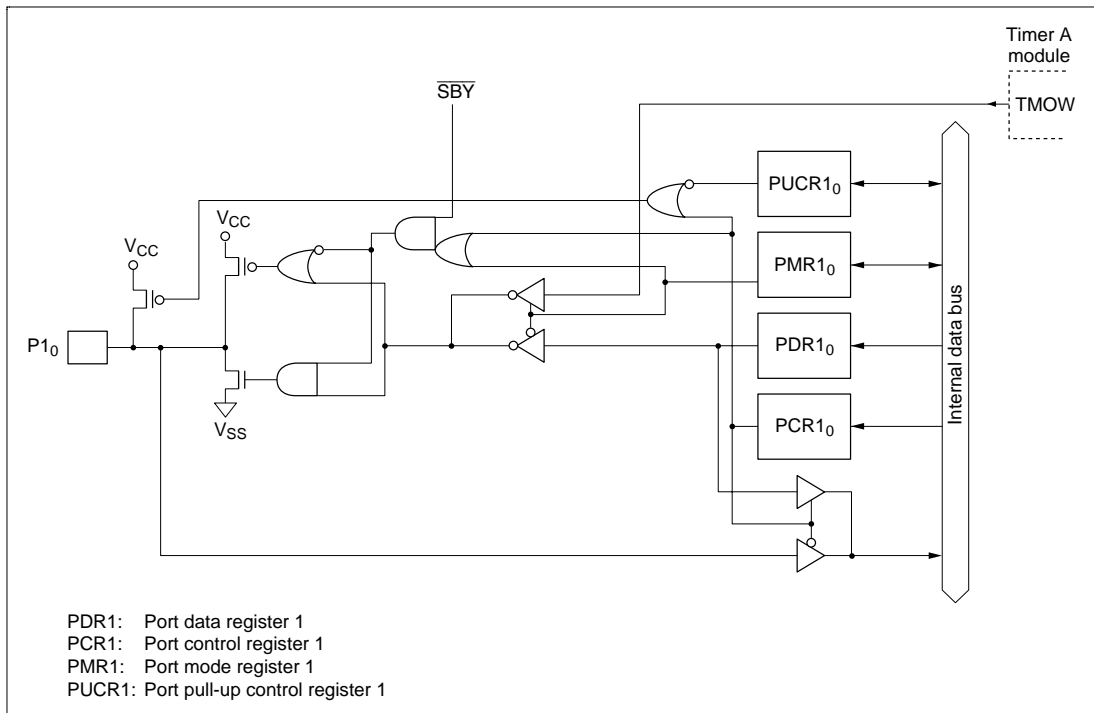 Timer A
module
TMOW
SBY
PUCR1₀
V_CC
V_CC
PMR1₀
P1₀
PDR1₀
V_SS
PCR1₀
Internal data bus
PDR1: Port data register 1
PCR1: Port control register 1
PMR1: Port mode register 1
PUCR1: Port pull-up control register 1